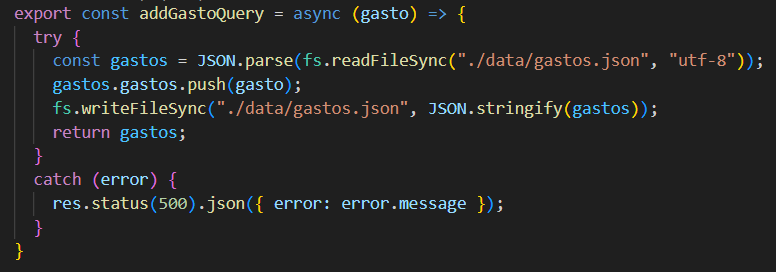 export const addGastoQuery = async (gasto) => {
  try {
    const gastos = JSON.parse(fs.readFileSync("./data/gastos.json", "utf-8"));
    gastos.gastos.push(gasto);
    fs.writeFileSync("./data/gastos.json", JSON.stringify(gastos));
    return gastos;
  }
  catch (error) {
    res.status(500).json({ error: error.message });
  }
}